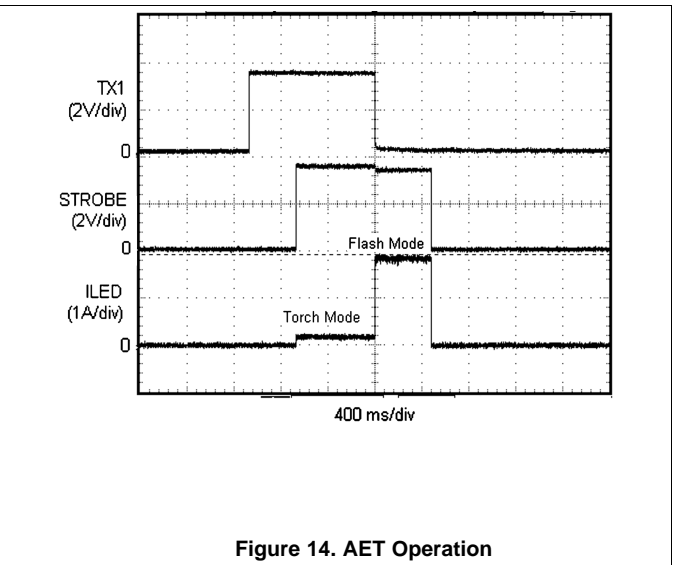 TX1
(2V/div)
0
STROBE
(2V/div)
0
Flash Mode
ILED
(1A/div)
Torch Mode
0
400 ms/div
Figure 14. AET Operation